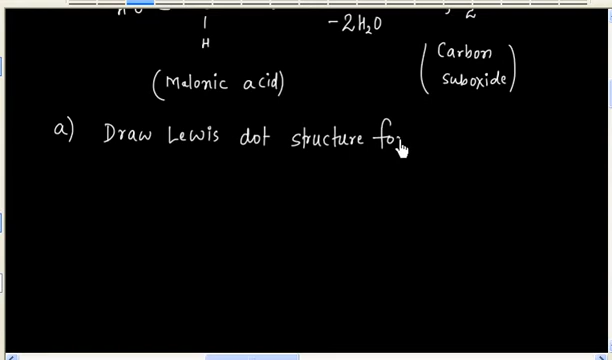 H
- 2H₂O
(Malonic acid)
(Carbon
suboxide)
a) Draw Lewis dot structure for